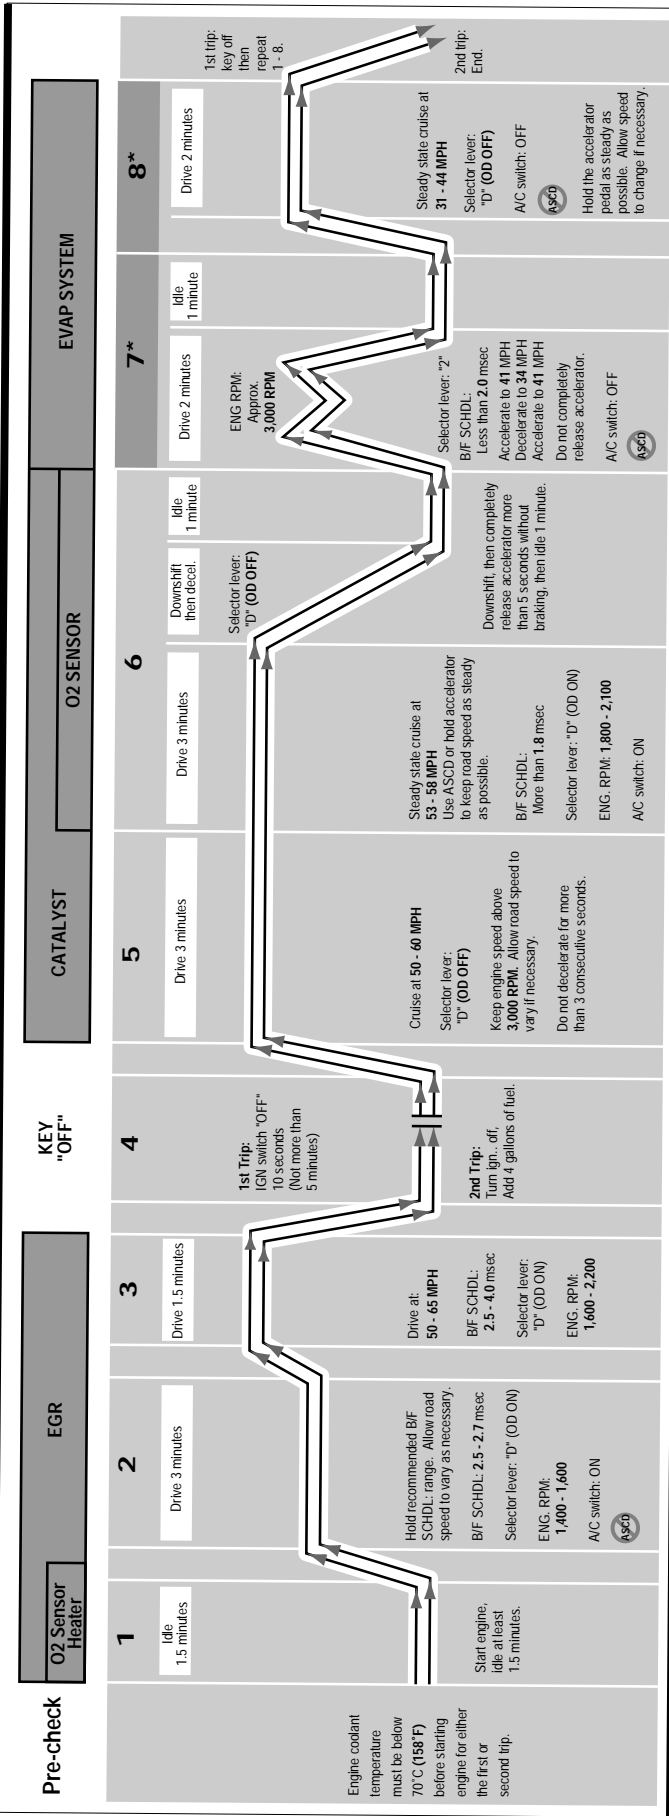 Pre-check
Engine coolant
temperature
must be below
70˚C (158˚F)
before starting
engine for either
the first or
second trip.
EGR
O2 Sensor
Heater
1
Idle
1.5 minutes
Start engine,
idle at least
1.5 minutes.
2
Drive 3 minutes
Hold recommended B/F
SCHDL: range. Allow road
speed to vary as necessary.
B/F SCHDL: 2.5 - 2.7 msec
Selector lever: "D" (OD ON)
ENG. RPM:
1,400 - 1,600
A/C switch: ON
ASCD
3
Drive 1.5 minutes
Drive at:
50 - 65 MPH
B/F SCHDL:
2.5 - 4.0 msec
Selector lever:
"D" (OD ON)
ENG. RPM:
1,600 - 2,200
KEY
"OFF"
4
1st Trip:
IGN switch "OFF"
10 seconds
(Not more than
5 minutes)
2nd Trip:
Turn ign.. off,
Add 4 gallons of fuel.
CATALYST
5
Drive 3 minutes
Cruise at 50 - 60 MPH
Selector lever:
"D" (OD OFF)
Keep engine speed above
3,000 RPM. Allow road speed to
vary if necessary.
Do not decelerate for more
than 3 consecutive seconds.
O2 SENSOR
6
Drive 3 minutes
Steady state cruise at
53 - 58 MPH
Use ASCD or hold accelerator
to keep road speed as steady
as possible.
B/F SCHDL:
More than 1.8 msec
Selector lever: "D" (OD ON)
ENG. RPM: 1,800 - 2,100
A/C switch: ON
Downshift
then decel.
Selector lever:
"D" (OD OFF)
Idle
1 minute
Downshift, then completely
release accelerator more
than 5 seconds without
braking, then idle 1 minute.
EVAP SYSTEM
7*
Drive 2 minutes
ENG RPM:
Approx.
3,000 RPM
Selector lever: "2"
B/F SCHDL:
Less than 2.0 msec
Accelerate to 41 MPH
Decelerate to 34 MPH
Accelerate to 41 MPH
Do not completely
release accelerator.
A/C switch: OFF
ASCD
Idle
1 minute
8*
Drive 2 minutes
Steady state cruise at
31 - 44 MPH
Selector lever:
"D" (OD OFF)
A/C switch: OFF
ASCD
Hold the accelerator
pedal as steady as
possible. Allow speed
to change if necessary.
1st trip:
key off
then
repeat
1 - 8.
2nd trip:
End.